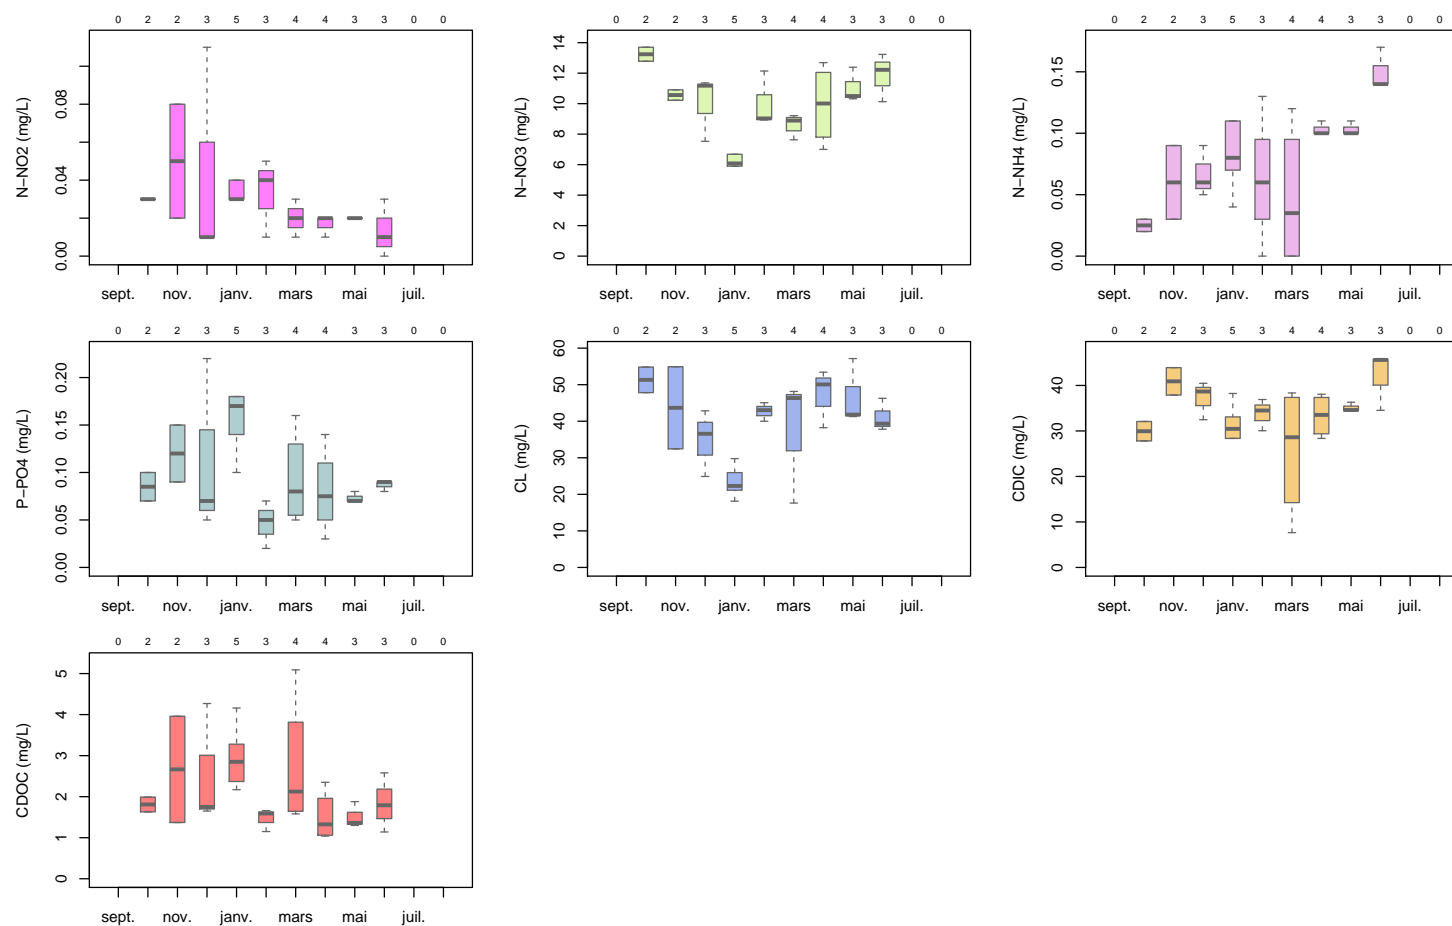 0 2 2 3 5 3 4 4 3 3 0 0
N−NO2 (mg/L)
0.00 0.04 0.08
sept. nov. janv. mars mai juil.
0 2 2 3 5 3 4 4 3 3 0 0
N−NO3 (mg/L)
0 2 4 6 8 10 12 14
sept. nov. janv. mars mai juil.
0 2 2 3 5 3 4 4 3 3 0 0
N−NH4 (mg/L)
0.00 0.05 0.10 0.15
sept. nov. janv. mars mai juil.
0 2 2 3 5 3 4 4 3 3 0 0
P−PO4 (mg/L)
0.00 0.05 0.10 0.15 0.20
sept. nov. janv. mars mai juil.
0 2 2 3 5 3 4 4 3 3 0 0
CL (mg/L)
0 10 20 30 40 50 60
sept. nov. janv. mars mai juil.
0 2 2 3 5 3 4 4 3 3 0 0
CDIC (mg/L)
0 10 20 30 40
sept. nov. janv. mars mai juil.
0 2 2 3 5 3 4 4 3 3 0 0
CDOC (mg/L)
0 1 2 3 4 5
sept. nov. janv. mars mai juil.